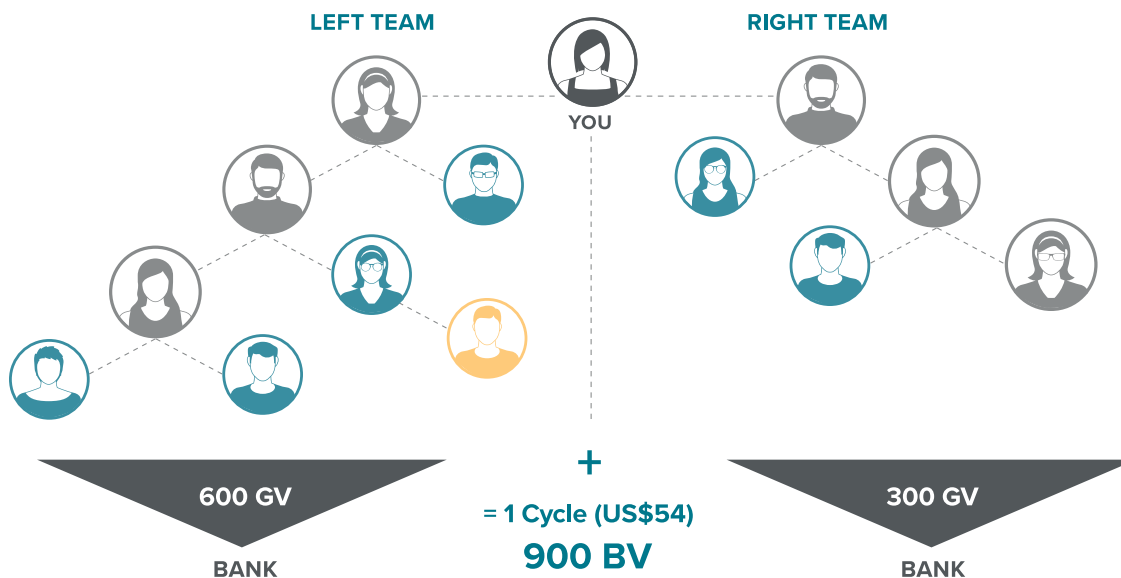 LEFT TEAM
RIGHT TEAM
YOU
600 GV
+
300 GV
= 1 Cycle (US$54)
900 BV
BANK
BANK